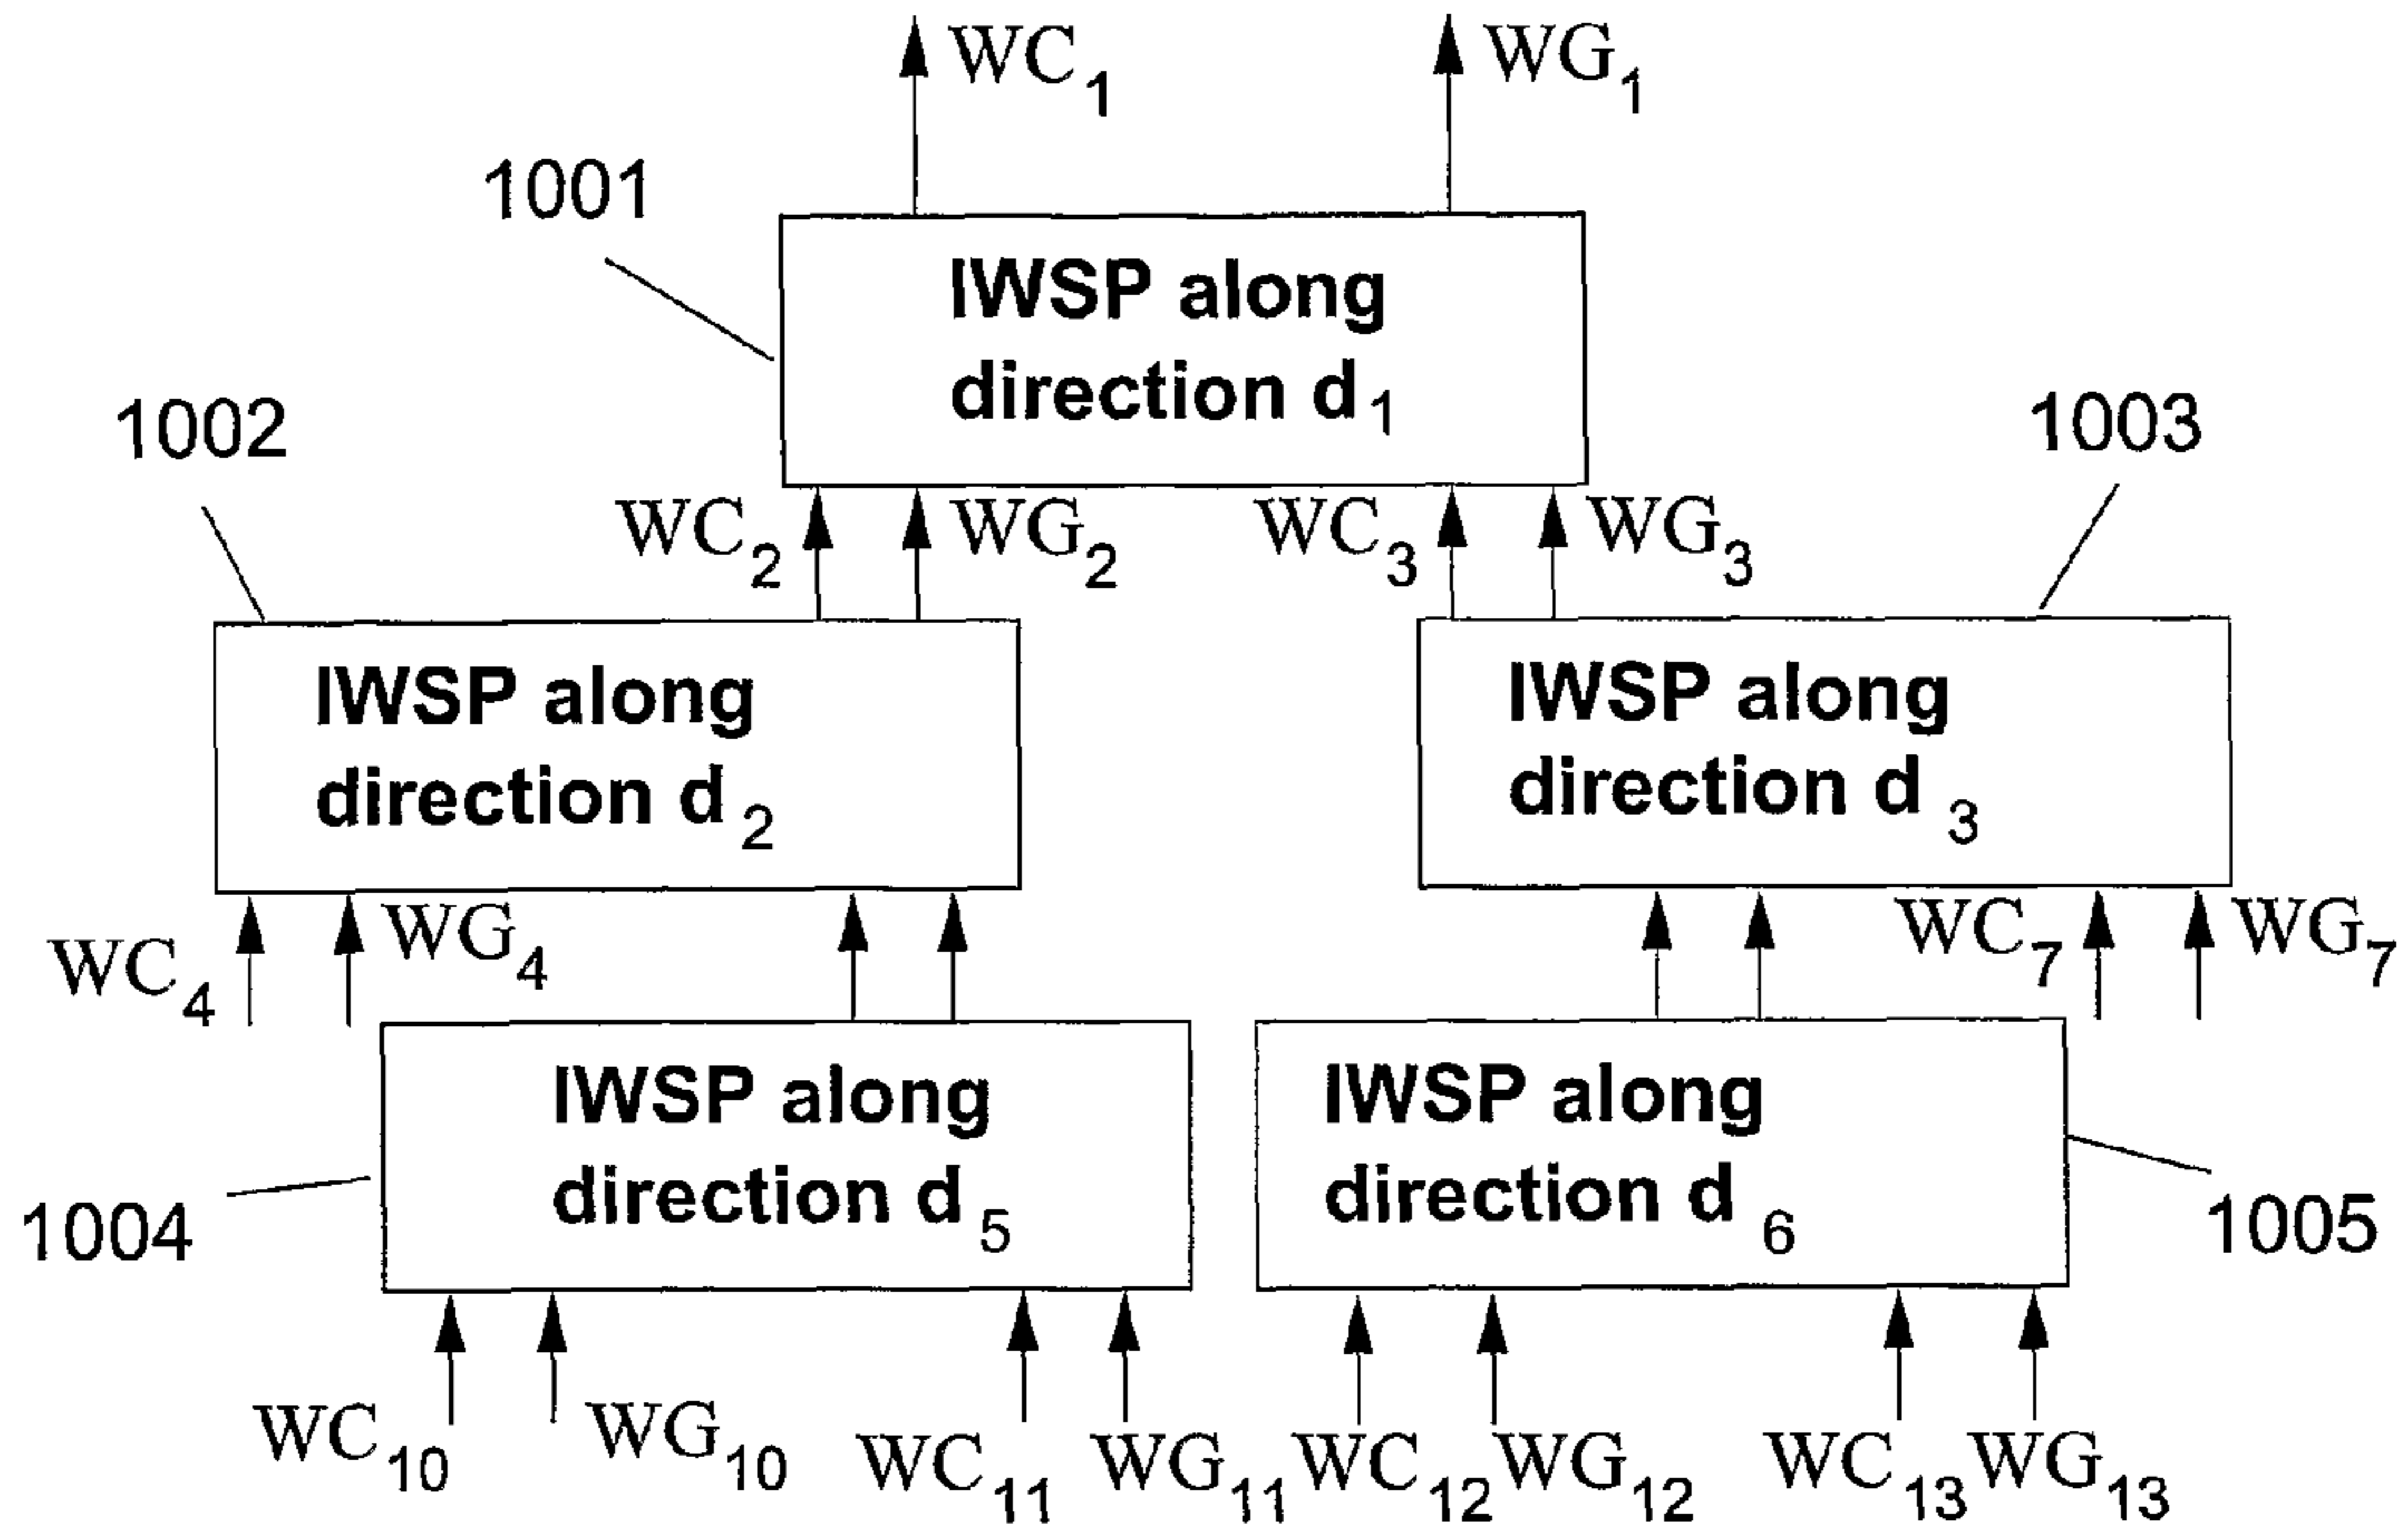 WC1 WG1
1001
IWSP along
direction d1
1002
1003
WC2 WG2 WC3 WG3
IWSP along
direction d2
IWSP along
direction d3
WC4 WG4 WC7 WG7
IWSP along
direction d5
IWSP along
direction d6
1004
1005
WC10 WG10 WC11 WG11 WC12 WG12 WC13 WG13